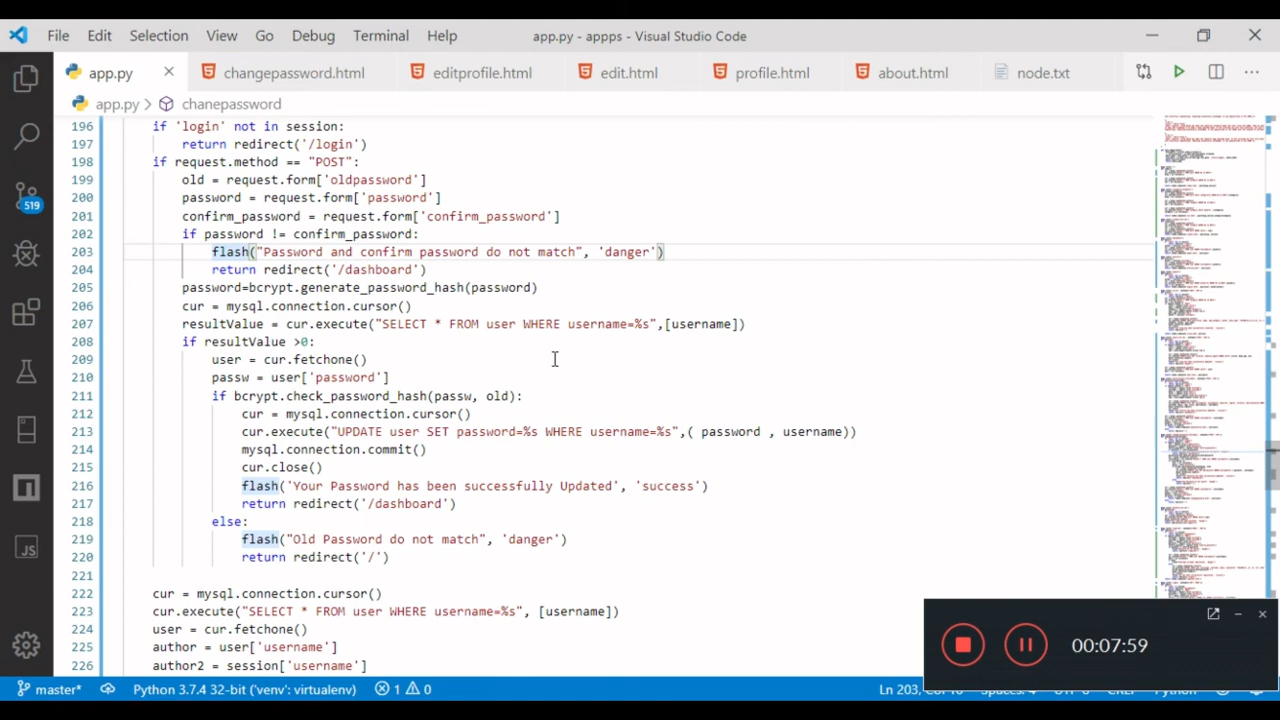 File Edit Selection View Go Debug Terminal Help app.py - appps - Visual Studio Code
app.py changepassword.html editprofile.html edit.html profile.html about.html node.txt
app.py > chanepassword
196 if 'login' not in session:
197 return redirect('/login')
198 if request.method == "POST":
199 old = request.form['oldpassword']
200 password = request.form['password']
201 confirm_password = request.form['confirm_password']
202 if password != confirm_password:
203 flash("Password and confirm password do not match", 'danger'
204 return redirect('dashboard')
205 password=bcrypt.generate_password_hash(password)
206 cur = mysql.connection.cursor()
207 resultValue = cur.execute("SELECT * FROM user WHERE username=%s",[username])
208 if resultValue > 0:
209 user = cur.fetchone()
210 passw = user['password']
211 if bcrypt.check_password_hash(passw,old):
212 cur = mysql.connection.cursor()
213 username=%s",( password, username))
214 mysql.connection.commit()
215 cur.close()
216 flash( password has been successfully 'success')
217 return redirect('dashboard')
218 else:
219 flash("Old password do not match", 'danger')
220 return redirect('/')
221
222 cur = mysql.connection.cursor()
223 cur.execute("SELECT * FROM user WHERE username=%s", [username])
224 user = cur.fetchone()
225 author = user['username']
226 author2 = session['username']
519
00:07:59
master* Python 3.7.4 32-bit ('venv': virtualenv) 1 0 Ln 203,